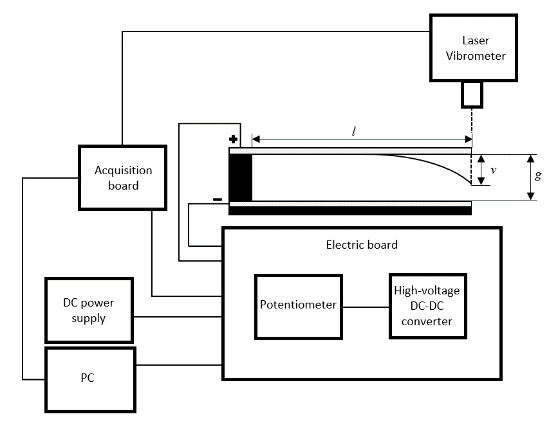 Laser
Vibrometer
+
l
Acquisition
board
v
g
-
Electric board
DC power
supply
Potentiometer
High-voltage
DC-DC
converter
PC